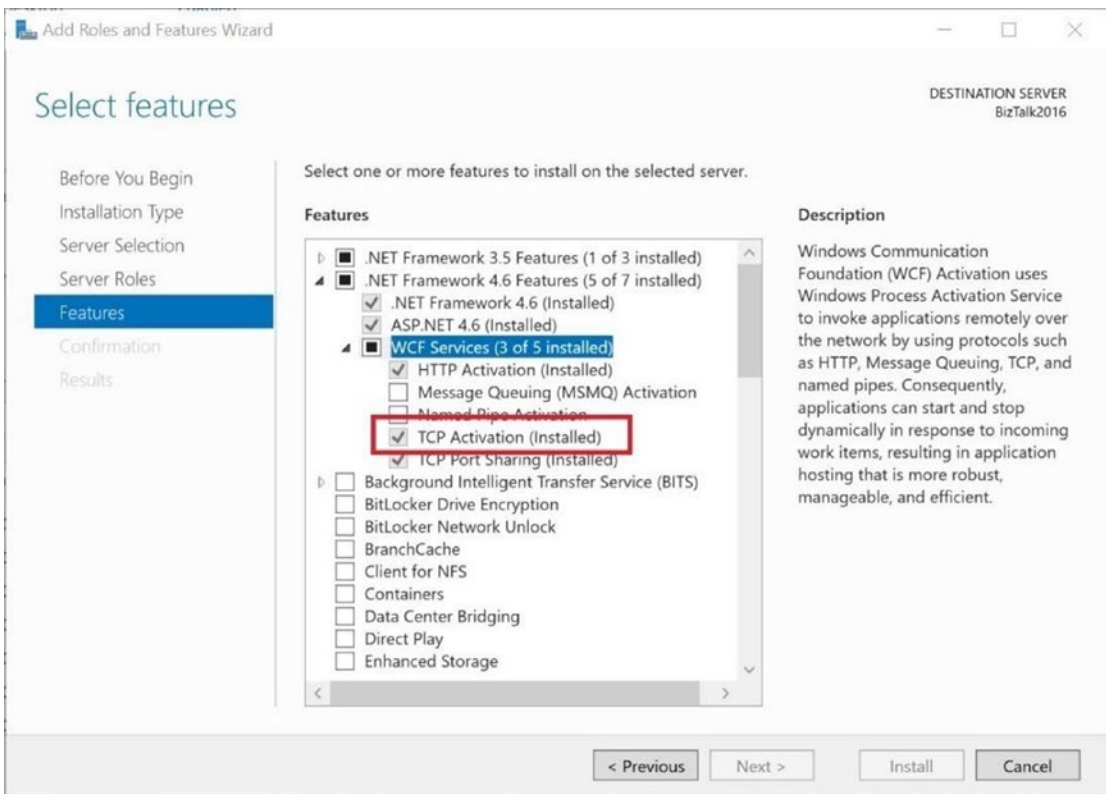 Add Roles and Features Wizard
Select features
DESTINATION SERVER
BizTalk2016
Before You Begin
Installation Type
Server Selection
Server Roles
Features
Confirmation
Results
Select one or more features to install on the selected server.
Features
.NET Framework 3.5 Features (1 of 3 installed)
.NET Framework 4.6 Features (5 of 7 installed)
.NET Framework 4.6 (Installed)
ASP.NET 4.6 (Installed)
WCF Services (3 of 5 installed)
HTTP Activation (Installed)
Message Queuing (MSMQ) Activation
Named Pipe Activation
TCP Activation (Installed)
TCP Port Sharing (Installed)
Background Intelligent Transfer Service (BITS)
BitLocker Drive Encryption
BitLocker Network Unlock
BranchCache
Client for NFS
Containers
Data Center Bridging
Direct Play
Enhanced Storage
Description
Windows Communication
Foundation (WCF) Activation uses
Windows Process Activation Service
to invoke applications remotely over
the network by using protocols such
as HTTP, Message Queuing, TCP, and
named pipes. Consequently,
applications can start and stop
dynamically in response to incoming
work items, resulting in application
hosting that is more robust,
manageable, and efficient.
< Previous
Next >
Install
Cancel